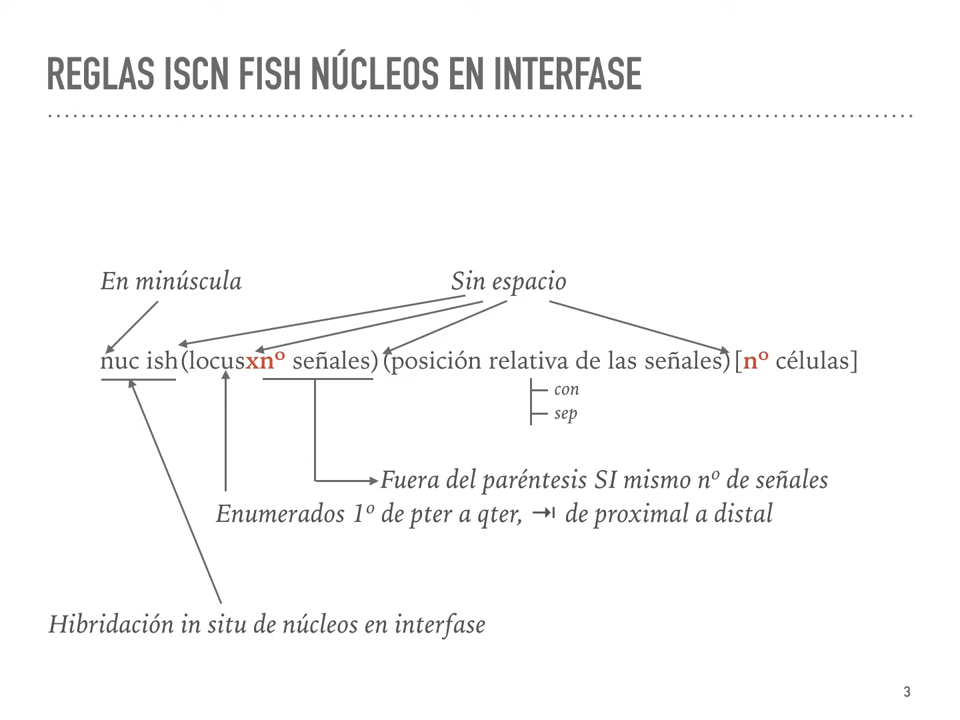 REGLAS ISCN FISH NÚCLEOS EN INTERFASE
En minúscula
Sin espacio
nuc ish(locusxnº señales)(posición relativa de las señales)[nº células]
con
sep
Fuera del paréntesis SI mismo nº de señales
Enumerados 1º de pter a qter, ⇥ de proximal a distal
Hibridación in situ de núcleos en interfase
3